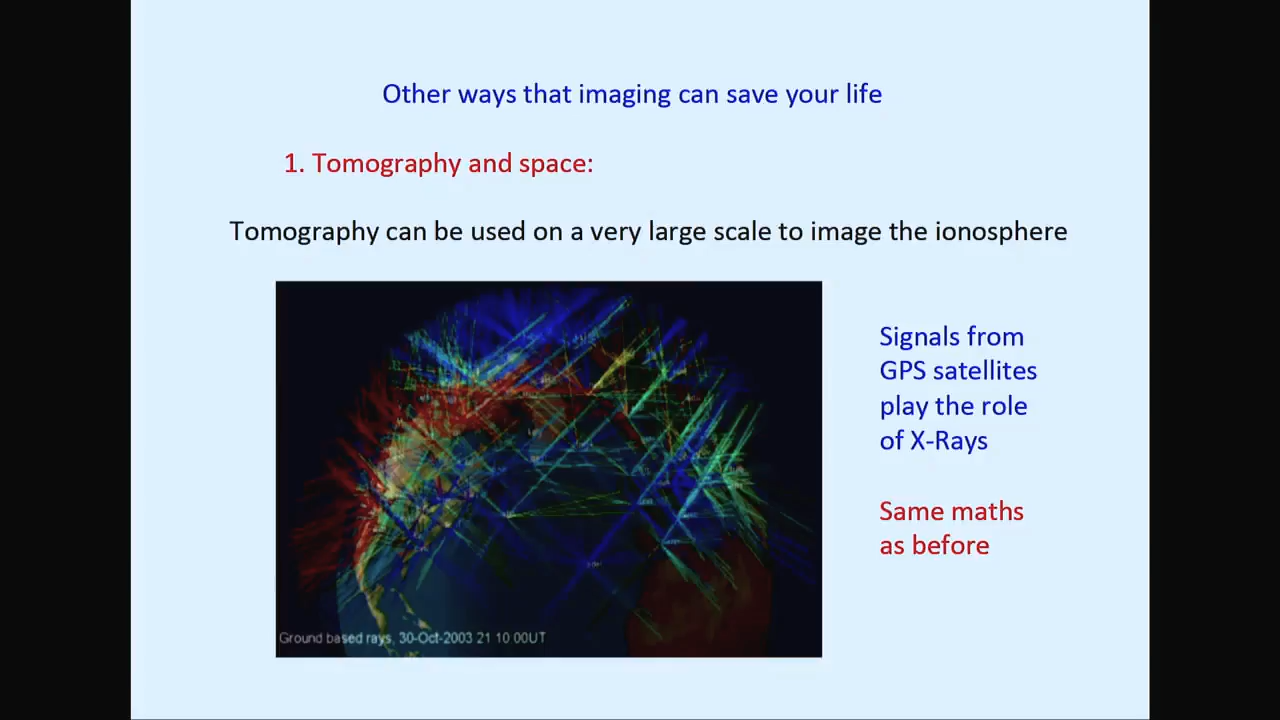 Other ways that imaging can save your life
1. Tomography and space:
Tomography can be used on a very large scale to image the ionosphere
Signals from
GPS satellites
play the role
of X-Rays
Same maths
as before
Ground based rays, 30-Oct-2003 21 10 00UT